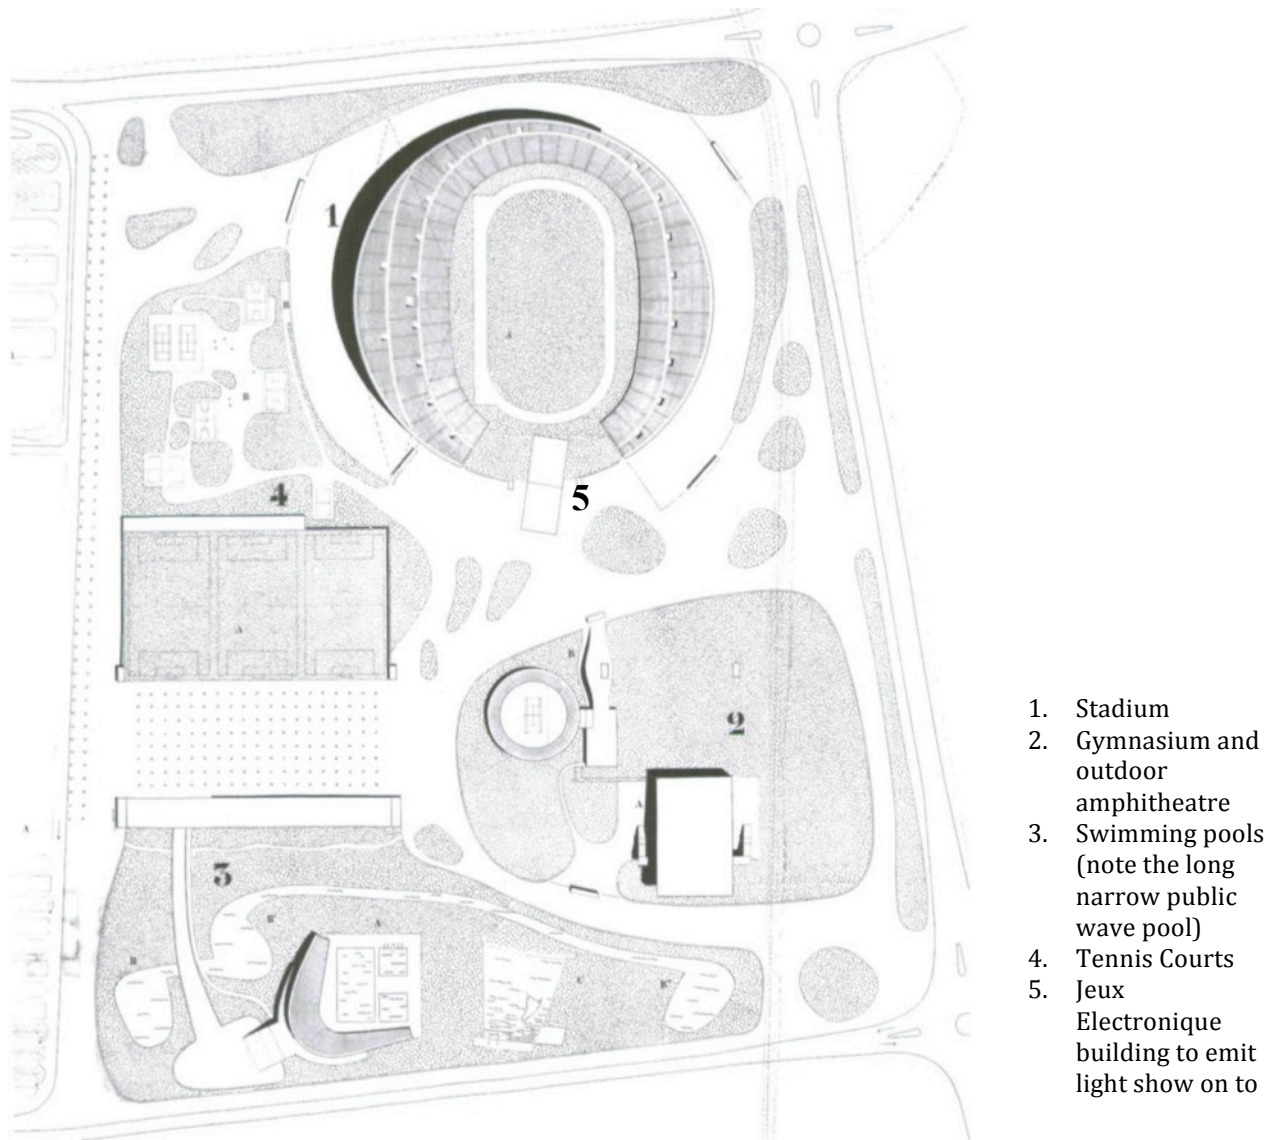 1
B
A
B
4
5
A
B
2
A
A
3
B'
A
B
C
B"
1. Stadium
2. Gymnasium and
outdoor
amphitheatre
3. Swimming pools
(note the long
narrow public
wave pool)
4. Tennis Courts
5. Jeux
Electronique
building to emit
light show on to